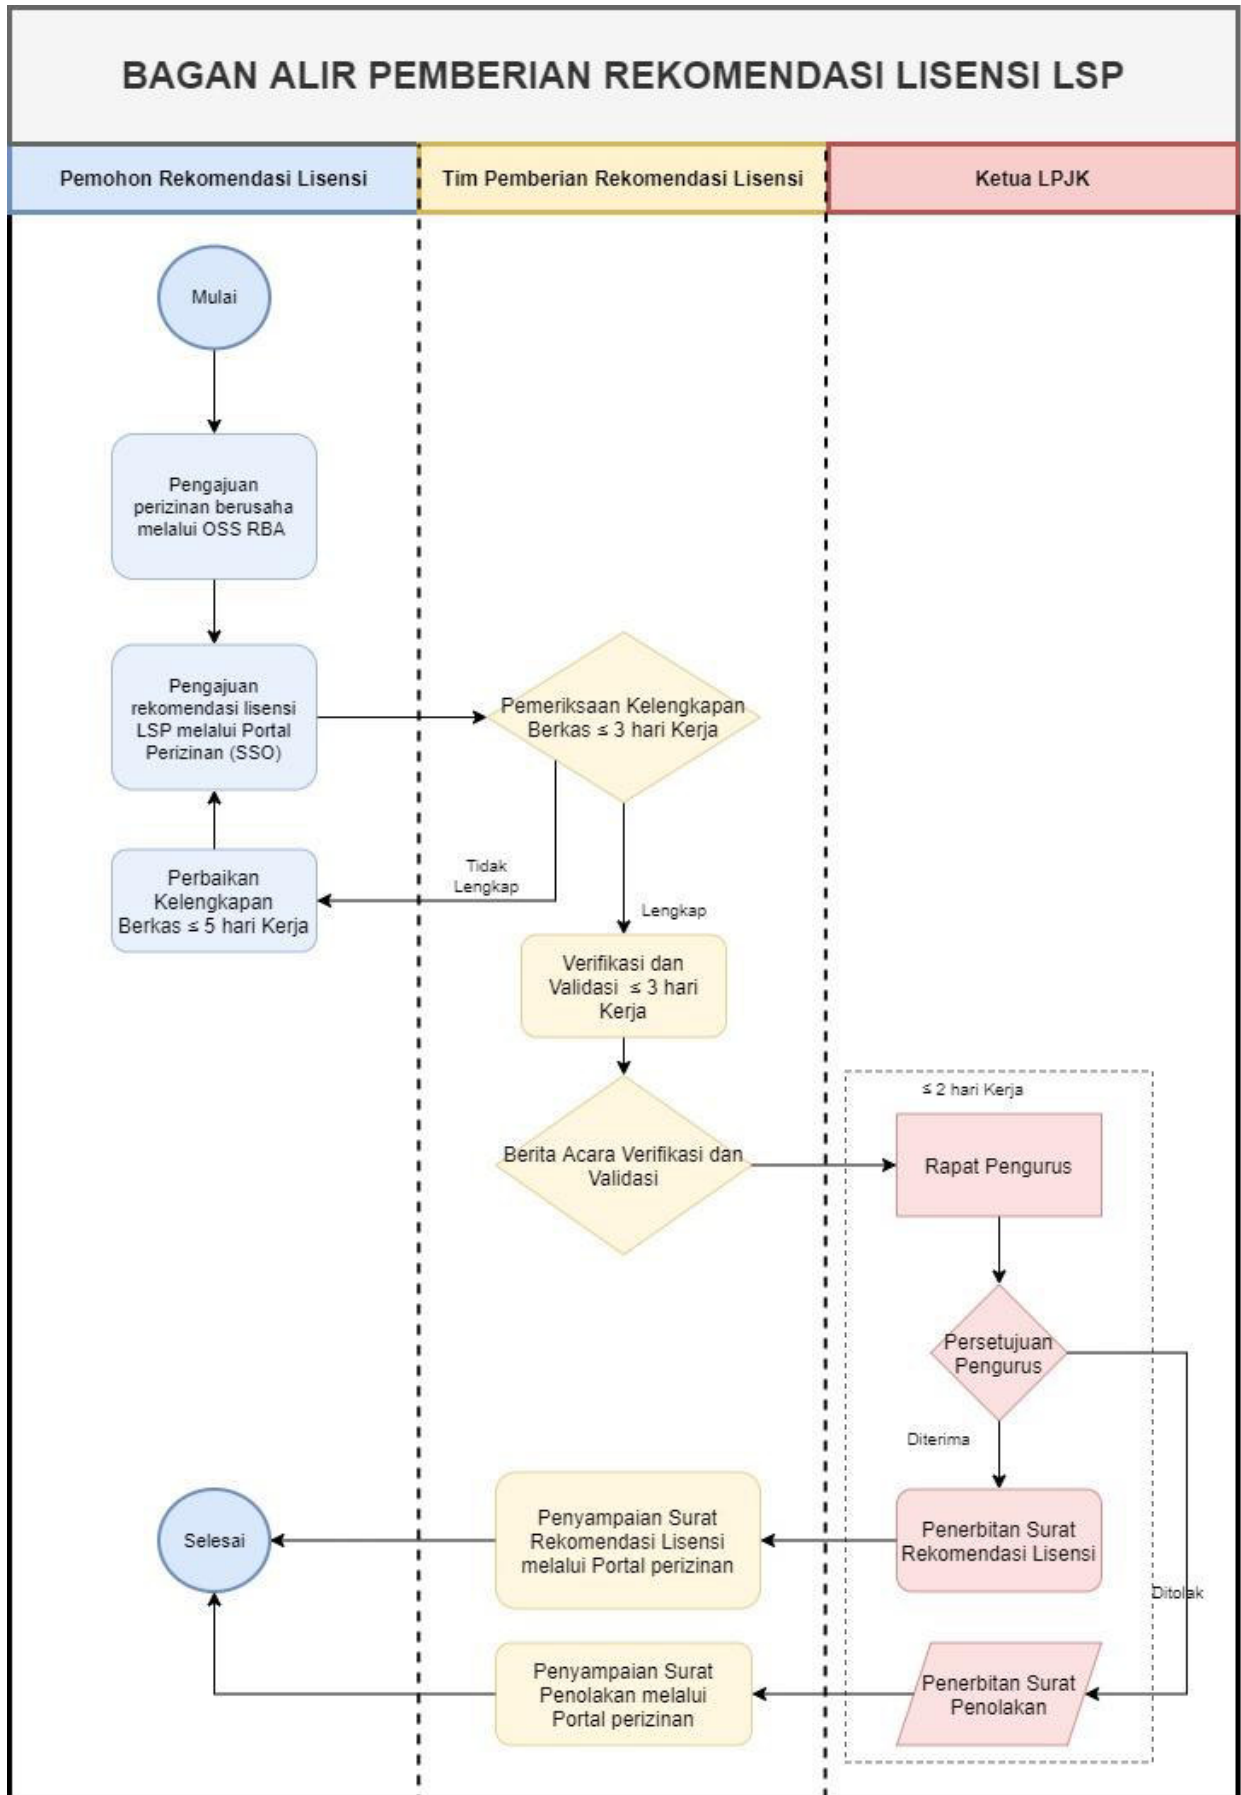 BAGAN ALIR PEMBERIAN REKOMENDASI LISENSI LSP
Pemohon Rekomendasi Lisensi
Tim Pemberian Rekomendasi Lisensi
Ketua LPJK
Mulai
Pengajuan
perizinan berusaha
melalui OSS RBA
Pengajuan
rekomendasi lisensi
LSP melalui Portal
Perizinan (SSO)
Pemeriksaan Kelengkapan
Berkas ≤ 3 hari Kerja
Tidak
Lengkap
Perbaikan
Kelengkapan
Berkas ≤ 5 hari Kerja
Lengkap
Verifikasi dan
Validasi ≤ 3 hari
Kerja
Berita Acara Verifikasi dan
Validasi
≤ 2 hari Kerja
Rapat Pengurus
Persetujuan
Pengurus
Diterima
Penerbitan Surat
Rekomendasi Lisensi
Penyampaian Surat
Rekomendasi Lisensi
melalui Portal perizinan
Selesai
Ditolak
Penerbitan Surat
Penolakan
Penyampaian Surat
Penolakan melalui
Portal perizinan